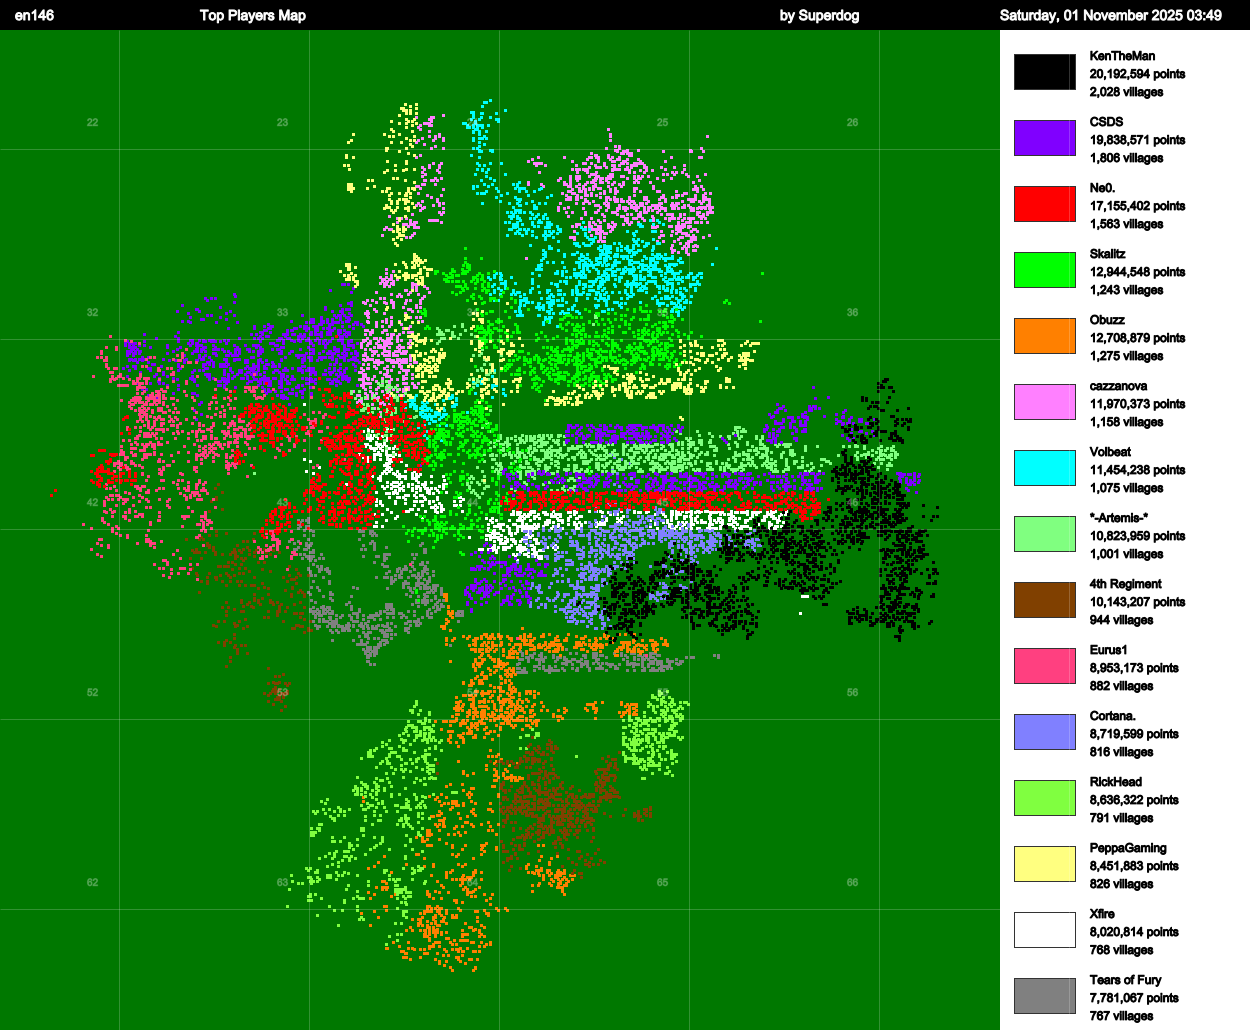 en146 Top Players Map by Superdog Saturday, 01 November 2025 03:49
KenTheMan
20,192,594 points
2,028 villages
CSDS
19,838,571 points
1,806 villages
Ne0.
17,155,402 points
1,563 villages
Skalitz
12,944,548 points
1,243 villages
Obuzz
12,708,879 points
1,275 villages
cazzanova
11,970,373 points
1,158 villages
Volbeat
11,454,238 points
1,075 villages
*-Artemis-*
10,823,959 points
1,001 villages
4th Regiment
10,143,207 points
944 villages
Eurus1
8,953,173 points
882 villages
Cortana.
8,719,599 points
816 villages
RickHead
8,636,322 points
791 villages
PeppaGaming
8,451,883 points
826 villages
Xfire
8,020,814 points
768 villages
Tears of Fury
7,781,067 points
767 villages
22 23 25 26
32 33 36
42 43 45
52 53 56
62 63 64 65 66